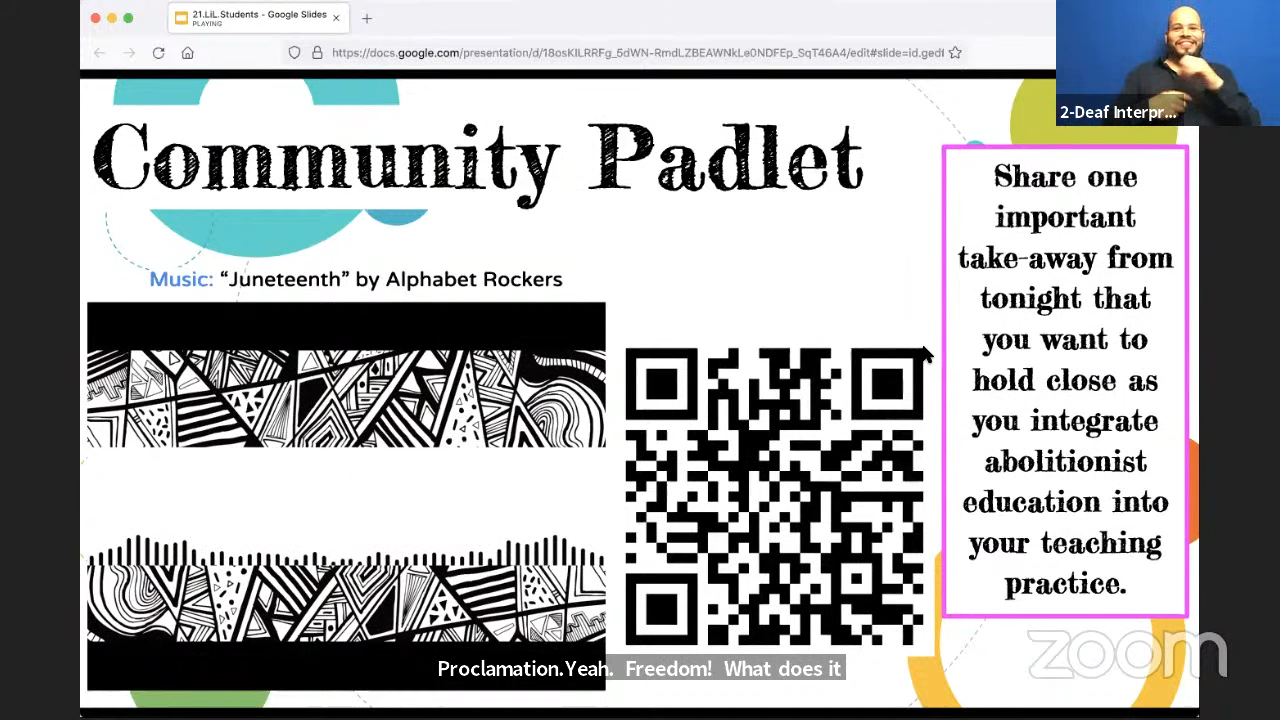 21.LiL.Students - Google Slides
PLAYING
https://docs.google.com/presentation/d/18osKILRRFg_5dWN-RmdLZBEAWNkLe0NDFEp_SqT46A4/edit#slide=id.ged1
2-Deaf Interpr...
Community Padlet
Music: “Juneteenth” by Alphabet Rockers
Share one
important
take-away from
tonight that
you want to
hold close as
you integrate
abolitionist
education into
your teaching
practice.
zoom
Proclamation.Yeah. Freedom! What does it